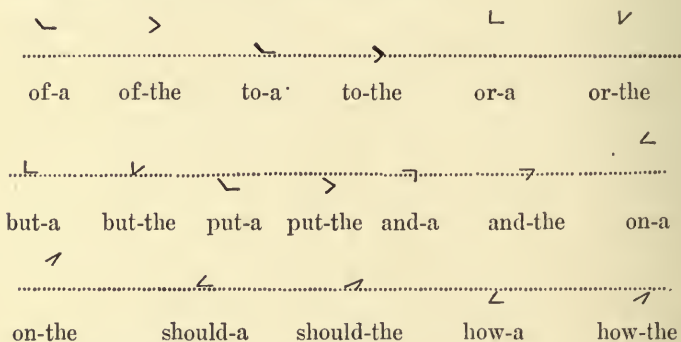 of-a of-the to-a to-the or-a or-the
but-a but-the put-a put-the and-a and-the on-a
on-the should-a should-the how-a how-the